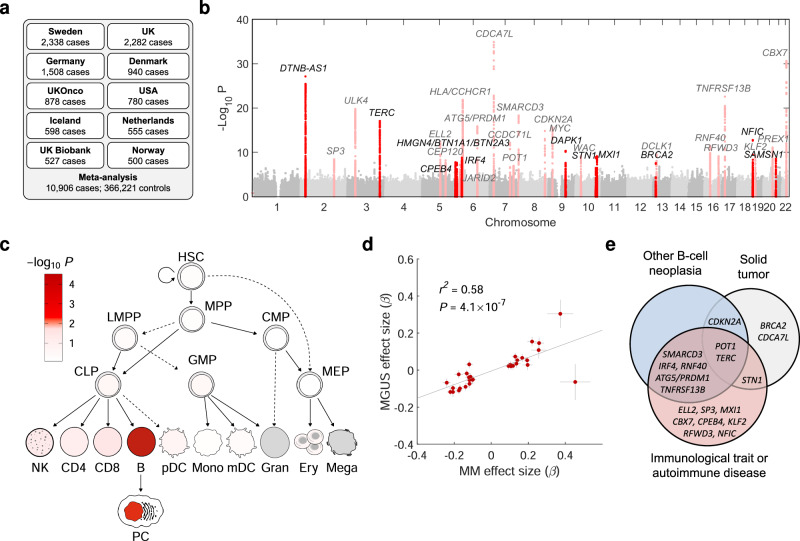 a
Sweden
2,338 cases
UK
2,282 cases
Germany
1,508 cases
Denmark
940 cases
UKOnco
878 cases
USA
780 cases
Iceland
598 cases
Netherlands
555 cases
UK Biobank
527 cases
Norway
500 cases
Meta-analysis
10,906 cases; 366,221 controls
b
-Log10 P
40
30
20
10
0
DTNB-AS1
SP3
ULK4
TERC
CDCA7L
HLA/CCHCR1
ATG5/PRDM1
SMARCD3
ELL2
CEP120
CCDC71L
HMGN4/BTN1A1/BTN2A3
CPEB4
IRF4
JARID2
POT1
CDKN2A
MYC
DAPK1
WAC
STN1
MXI1
DCLK1
BRCA2
TNFRSF13B
RNF40
RFWD3
NFIC
KLF2
PREX1
SAMSN1
CBX7
1 2 3 4 5 6 7 8 9 10 11 12 13 14 15 16 17 18 19 20 22
Chromosome
c
−log10 P
4
3
2
1
HSC
MPP
LMPP
CMP
CLP
GMP
MEP
NK CD4 CD8 B pDC Mono mDC Gran Ery Mega
PC
d
r2 = 0.58
P = 4.1×10-7
MGUS effect size (β)
0.6
0.4
0.2
0
-0.2
-0.4
-0.4 -0.2 0 0.2 0.4 0.6
MM effect size (β)
e
Other B-cell
neoplasia
Solid
tumor
CDKN2A
BRCA2
CDCA7L
POT1
TERC
SMARCD3
IRF4, RNF40
ATG5/PRDM1
TNFRSF13B
STN1
ELL2, SP3, MXI1
CBX7, CPEB4, KLF2
RFWD3, NFIC
Immunological trait or
autoimmune disease